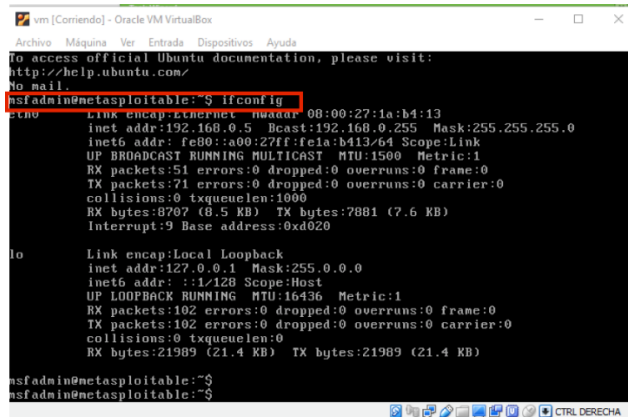 vm [Corriendo] - Oracle VM VirtualBox
Archivo Máquina Ver Entrada Dispositivos Ayuda
To access official Ubuntu documentation, please visit:
http://help.ubuntu.com/
No mail.
msfadmin@metasploitable:~$ ifconfig
eth0 Link encap:Ethernet HWaddr 08:00:27:1a:b4:13
inet addr:192.168.0.5 Bcast:192.168.0.255 Mask:255.255.255.0
inet6 addr: fe80::a00:27ff:fe1a:b413/64 Scope:Link
UP BROADCAST RUNNING MULTICAST MTU:1500 Metric:1
RX packets:51 errors:0 dropped:0 overruns:0 frame:0
TX packets:71 errors:0 dropped:0 overruns:0 carrier:0
collisions:0 txqueuelen:1000
RX bytes:8707 (8.5 KB) TX bytes:7881 (7.6 KB)
Interrupt:9 Base address:0xd020
lo Link encap:Local Loopback
inet addr:127.0.0.1 Mask:255.0.0.0
inet6 addr: ::1/128 Scope:Host
UP LOOPBACK RUNNING MTU:16436 Metric:1
RX packets:102 errors:0 dropped:0 overruns:0 frame:0
TX packets:102 errors:0 dropped:0 overruns:0 carrier:0
collisions:0 txqueuelen:0
RX bytes:21989 (21.4 KB) TX bytes:21989 (21.4 KB)
msfadmin@metasploitable:~$
msfadmin@metasploitable:~$
CTRL DERECHA